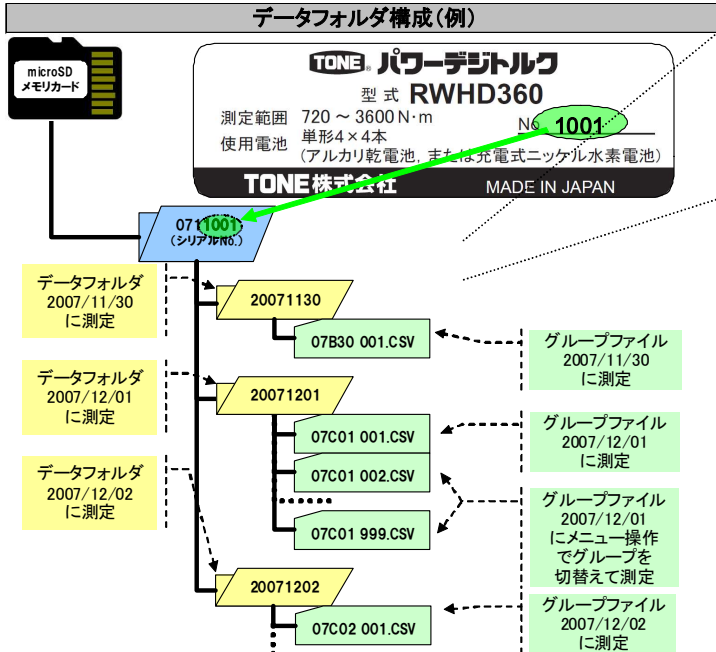 データフォルダ構成(例)
microSD
メモリカード
TONE® パワーデジトルク
型式 RWHD360
測定範囲 720 ~ 3600 N·m
No. 1001
使用電池 単形4×4本
(アルカリ乾電池, または充電式ニッケル水素電池)
TONE株式会社 MADE IN JAPAN
0711001
(シリアルNo.)
データフォルダ
2007/11/30
に測定
20071130
07B30 001.CSV
グループファイル
2007/11/30
に測定
データフォルダ
2007/12/01
に測定
20071201
07C01 001.CSV
グループファイル
2007/12/01
に測定
07C01 002.CSV
07C01 999.CSV
グループファイル
2007/12/01
にメニュー操作
でグループを
切替えて測定
データフォルダ
2007/12/02
に測定
20071202
07C02 001.CSV
グループファイル
2007/12/02
に測定